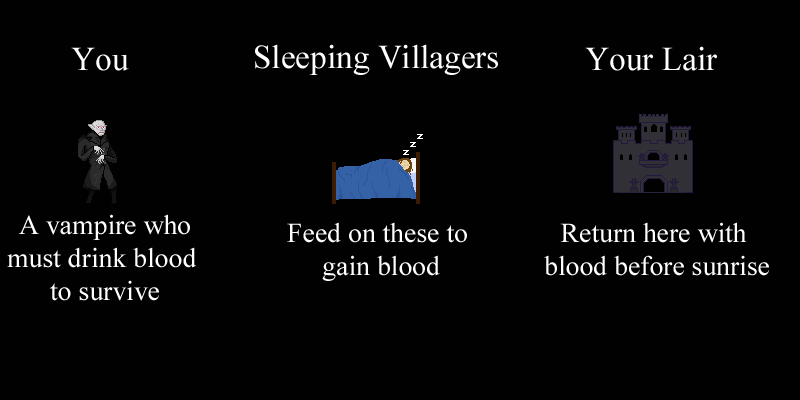 You
A vampire who
must drink blood
to survive
Sleeping Villagers
z
z
z
Feed on these to
gain blood
Your Lair
Return here with
blood before sunrise